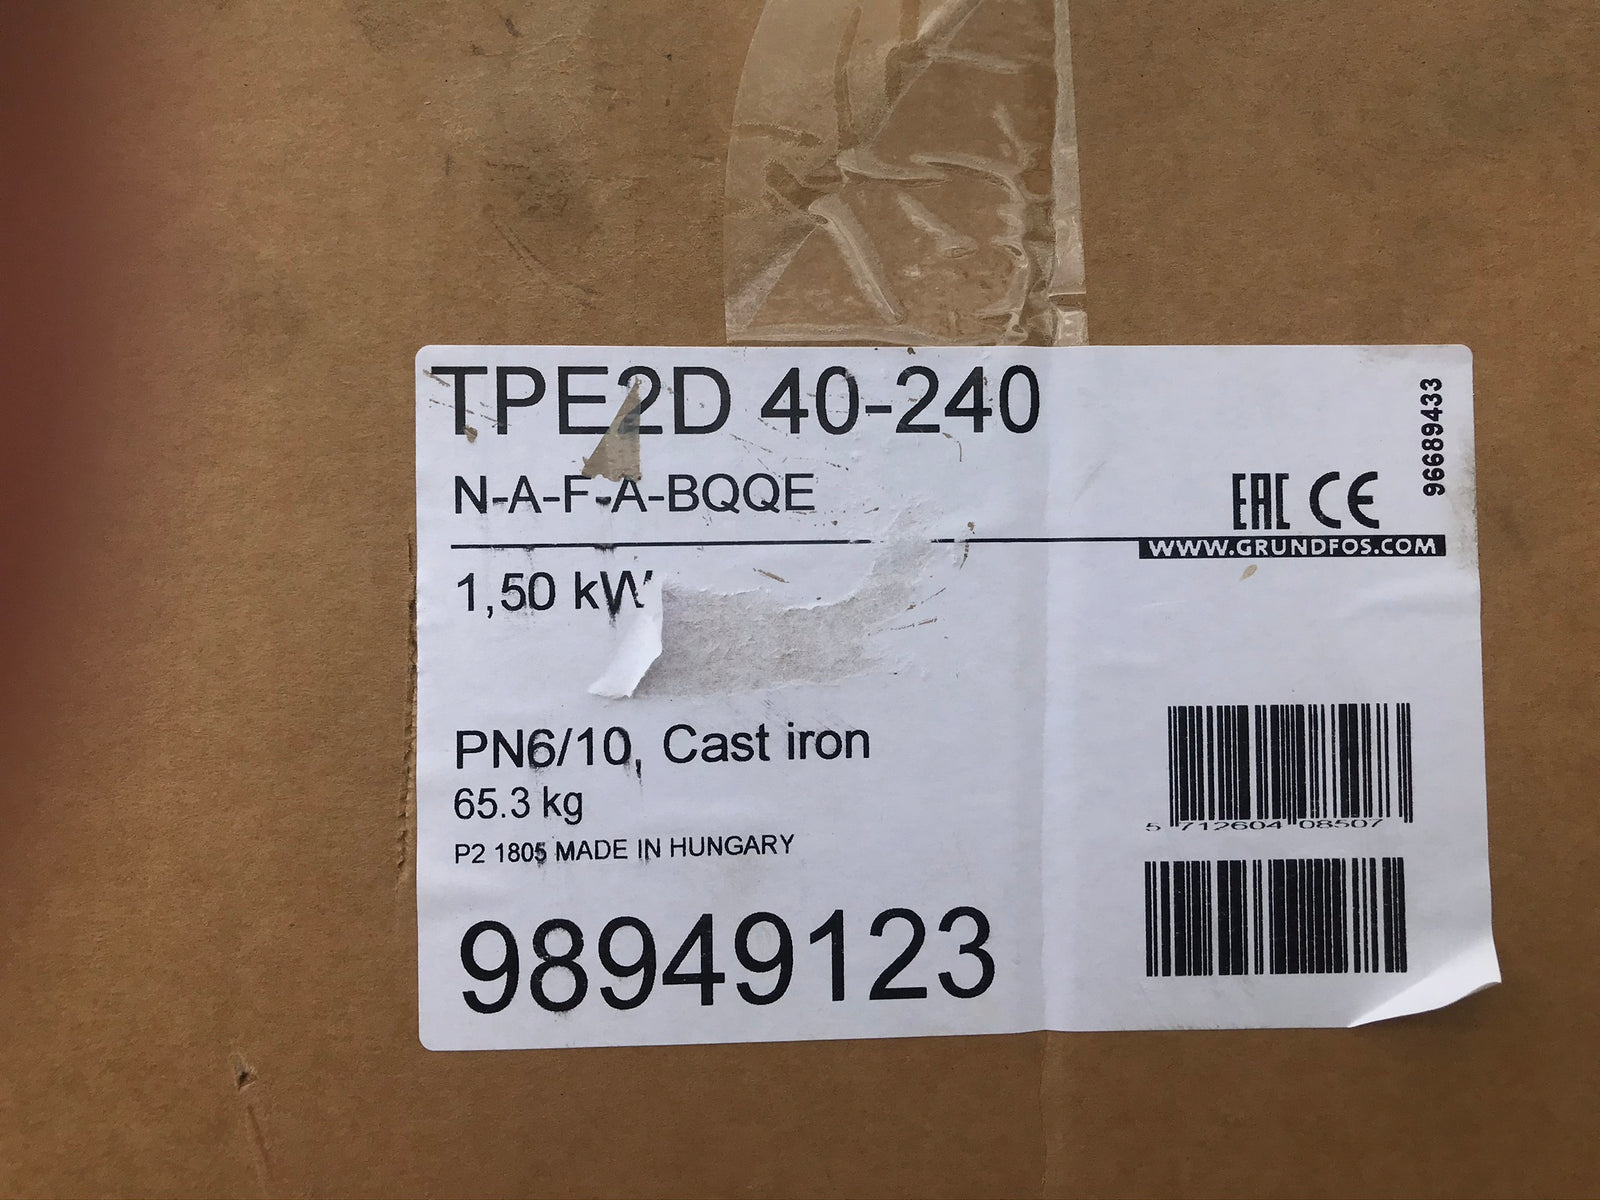 TPE2D 40-240
N-A-F-A-BQQE
96689433
EAC CE
WWW.GRUNDFOS.COM
1,50 kW
PN6/10, Cast iron
65.3 kg
P2 1805 MADE IN HUNGARY
5 712604 08507
98949123